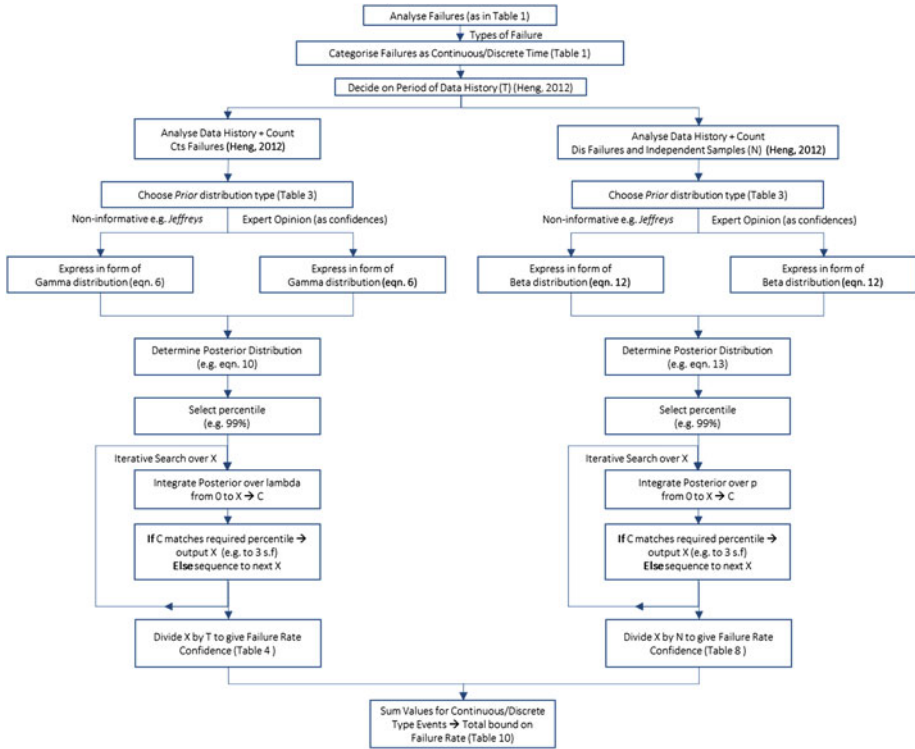 Analyse Failures (as in Table 1)
Types of Failure
Categorise Failures as Continuous/Discrete Time (Table 1)
Decide on Period of Data History (T) (Heng, 2012)
Analyse Data History + Count
Cts Failures (Heng, 2012)
Analyse Data History + Count
Dis Failures and Independent Samples (N) (Heng, 2012)
Choose Prior distribution type (Table 3)
Choose Prior distribution type (Table 3)
Non-informative e.g. Jeffreys
Expert Opinion (as confidences)
Non-informative e.g. Jeffreys
Expert Opinion (as confidences)
Express in form of
Gamma distribution (eqn. 6)
Express in form of
Gamma distribution (eqn. 6)
Express in form of
Beta distribution (eqn. 12)
Express in form of
Beta distribution (eqn. 12)
Determine Posterior Distribution
(e.g. eqn. 10)
Determine Posterior Distribution
(e.g. eqn. 13)
Select percentile
(e.g. 99%)
Select percentile
(e.g. 99%)
Iterative Search over X
Iterative Search over X
Integrate Posterior over lambda
from 0 to X → C
Integrate Posterior over p
from 0 to X → C
If C matches required percentile →
output X (e.g. to 3 s.f)
Else sequence to next X
If C matches required percentile →
output X (e.g. to 3 s.f)
Else sequence to next X
Divide X by T to give Failure Rate
Confidence (Table 4 )
Divide X by N to give Failure Rate
Confidence (Table 8 )
Sum Values for Continuous/Discrete
Type Events → Total bound on
Failure Rate (Table 10)